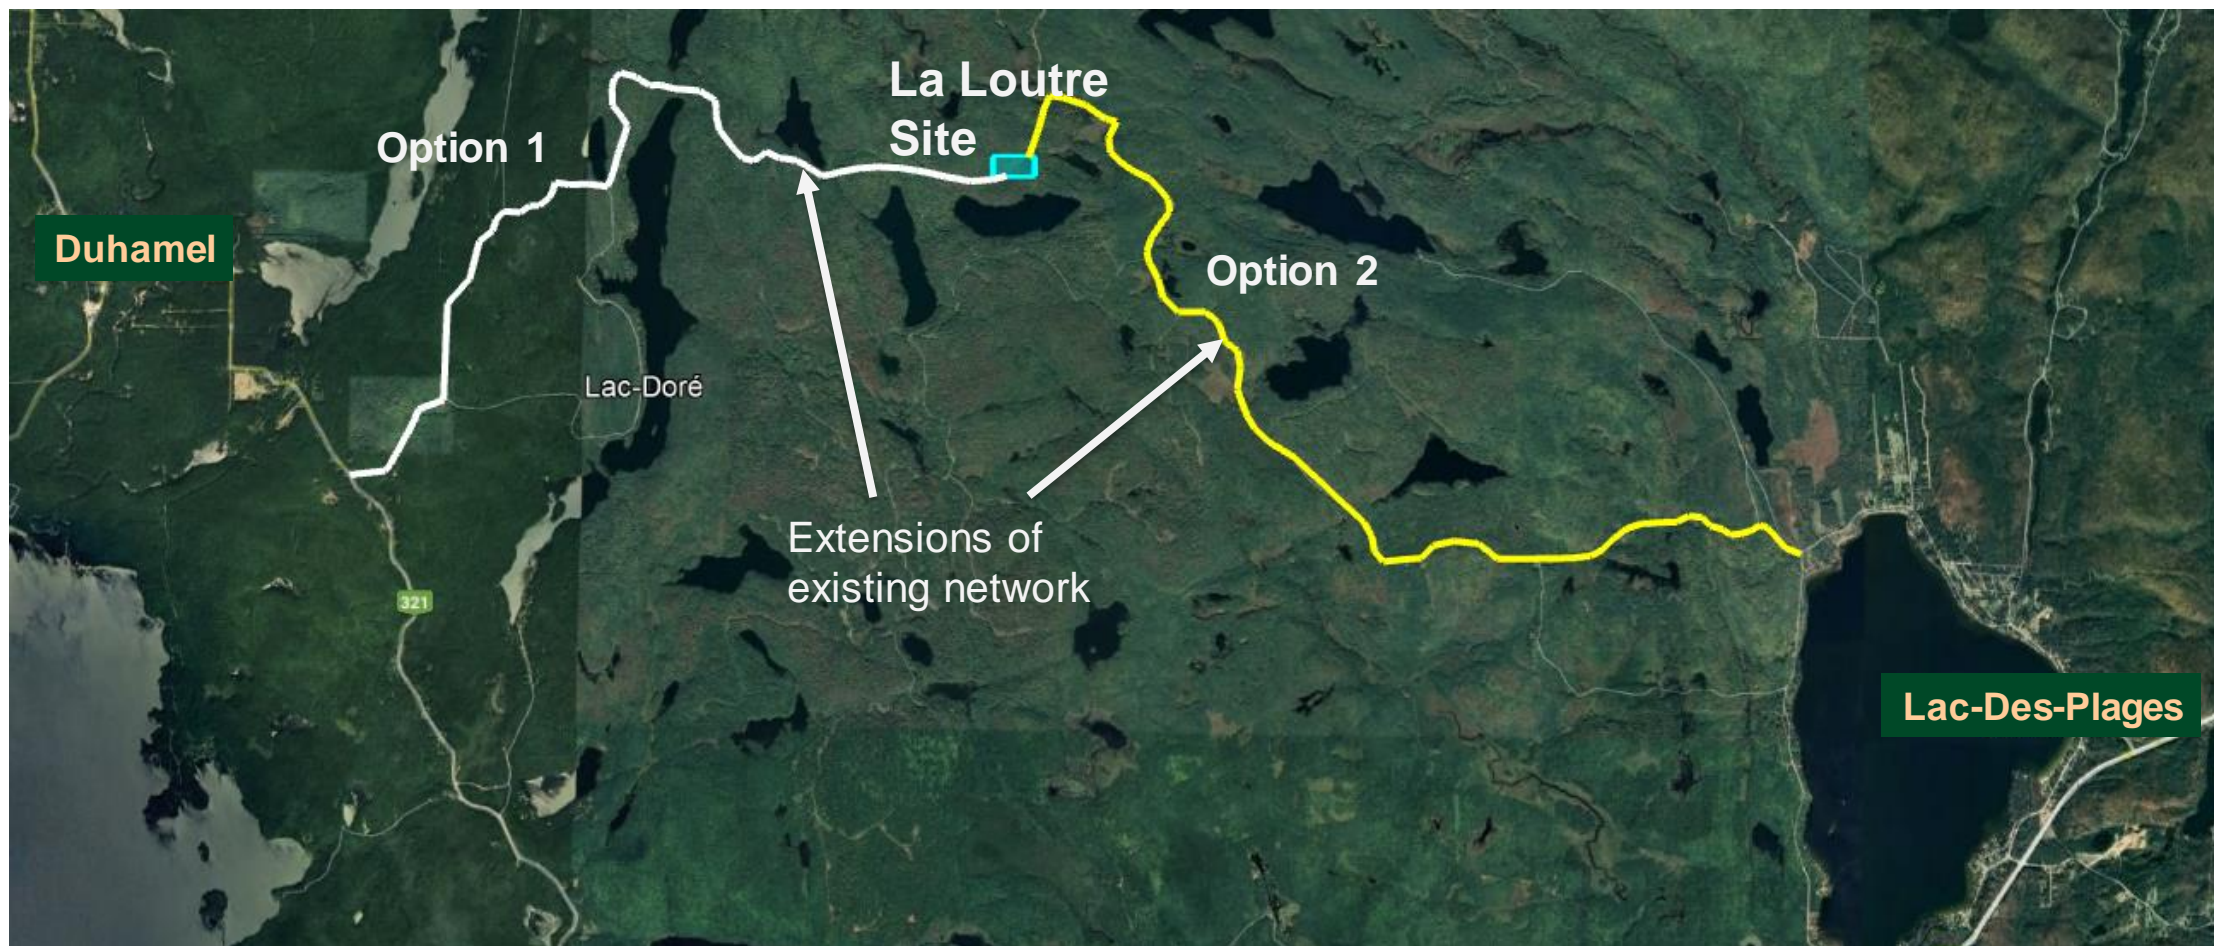 La Loutre
Site
Option 1
Duhamel
Option 2
Lac-Doré
Extensions of
existing network
321
Lac-Des-Plages